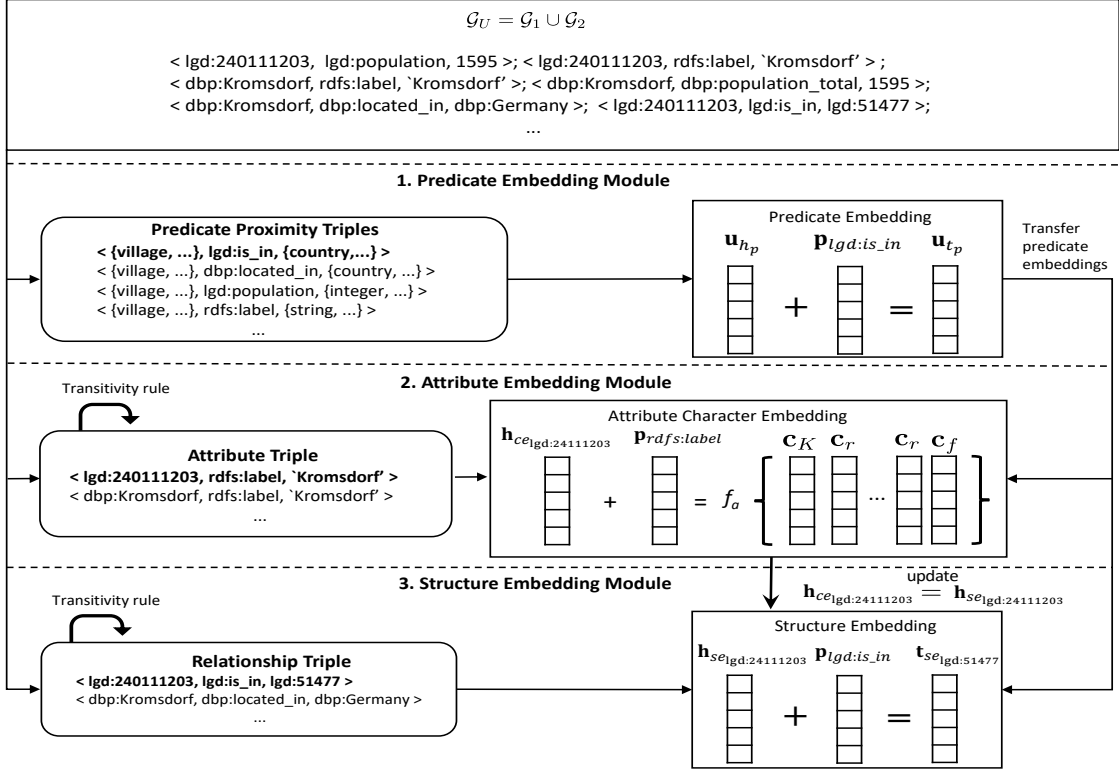 𝒢_U = 𝒢_1 ∪ 𝒢_2
< lgd:240111203, lgd:population, 1595 >; < lgd:240111203, rdfs:label, `Kromsdorf’ > ;
< dbp:Kromsdorf, rdfs:label, `Kromsdorf’ >; < dbp:Kromsdorf, dbp:population_total, 1595 >;
< dbp:Kromsdorf, dbp:located_in, dbp:Germany >; < lgd:240111203, lgd:is_in, lgd:51477 >;
...
1. Predicate Embedding Module
Predicate Proximity Triples
< {village, ...}, lgd:is_in, {country,...} >
< {village, ...}, dbp:located_in, {country, ...} >
< {village, ...}, lgd:population, {integer, ...} >
< {village, ...}, rdfs:label, {string, ...} >
...
Predicate Embedding
u_{h_p} p_{lgd:is_in} u_{t_p}
+ =
Transfer
predicate
embeddings
2. Attribute Embedding Module
Transitivity rule
Attribute Triple
< lgd:240111203, rdfs:label, `Kromsdorf’ >
< dbp:Kromsdorf, rdfs:label, `Kromsdorf’ >
...
Attribute Character Embedding
h_{ce_{lgd:24111203}} p_{rdfs:label} c_K c_r c_r c_f
+ = f_a { ... }
3. Structure Embedding Module
Transitivity rule
Relationship Triple
< lgd:240111203, lgd:is_in, lgd:51477 >
< dbp:Kromsdorf, dbp:located_in, dbp:Germany >
...
update
h_{ce_{lgd:24111203}} = h_{se_{lgd:24111203}}
Structure Embedding
h_{se_{lgd:24111203}} p_{lgd:is_in} t_{se_{lgd:51477}}
+ =